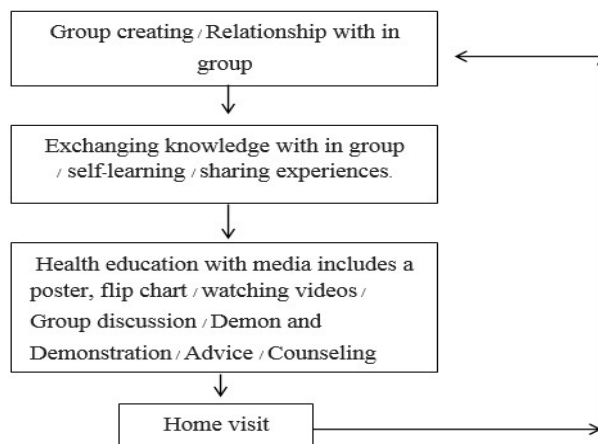 Group creating / Relationship with in
group
Exchanging knowledge with in group
/ self-learning / sharing experiences.
Health education with media includes a
poster, flip chart / watching videos /
Group discussion / Demon and
Demonstration / Advice / Counseling
Home visit